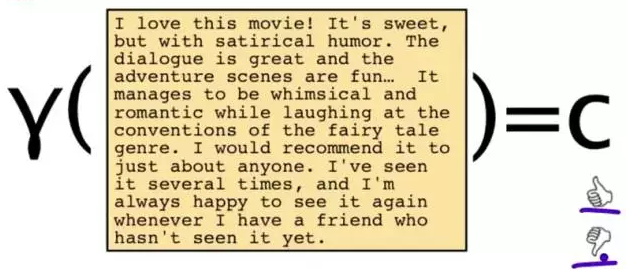 I love this movie! It's sweet,
but with satirical humor. The
dialogue is great and the
adventure scenes are fun… It
manages to be whimsical and
romantic while laughing at the
conventions of the fairy tale
genre. I would recommend it to
just about anyone. I've seen
it several times, and I'm
always happy to see it again
whenever I have a friend who
hasn't seen it yet.
γ( )=c